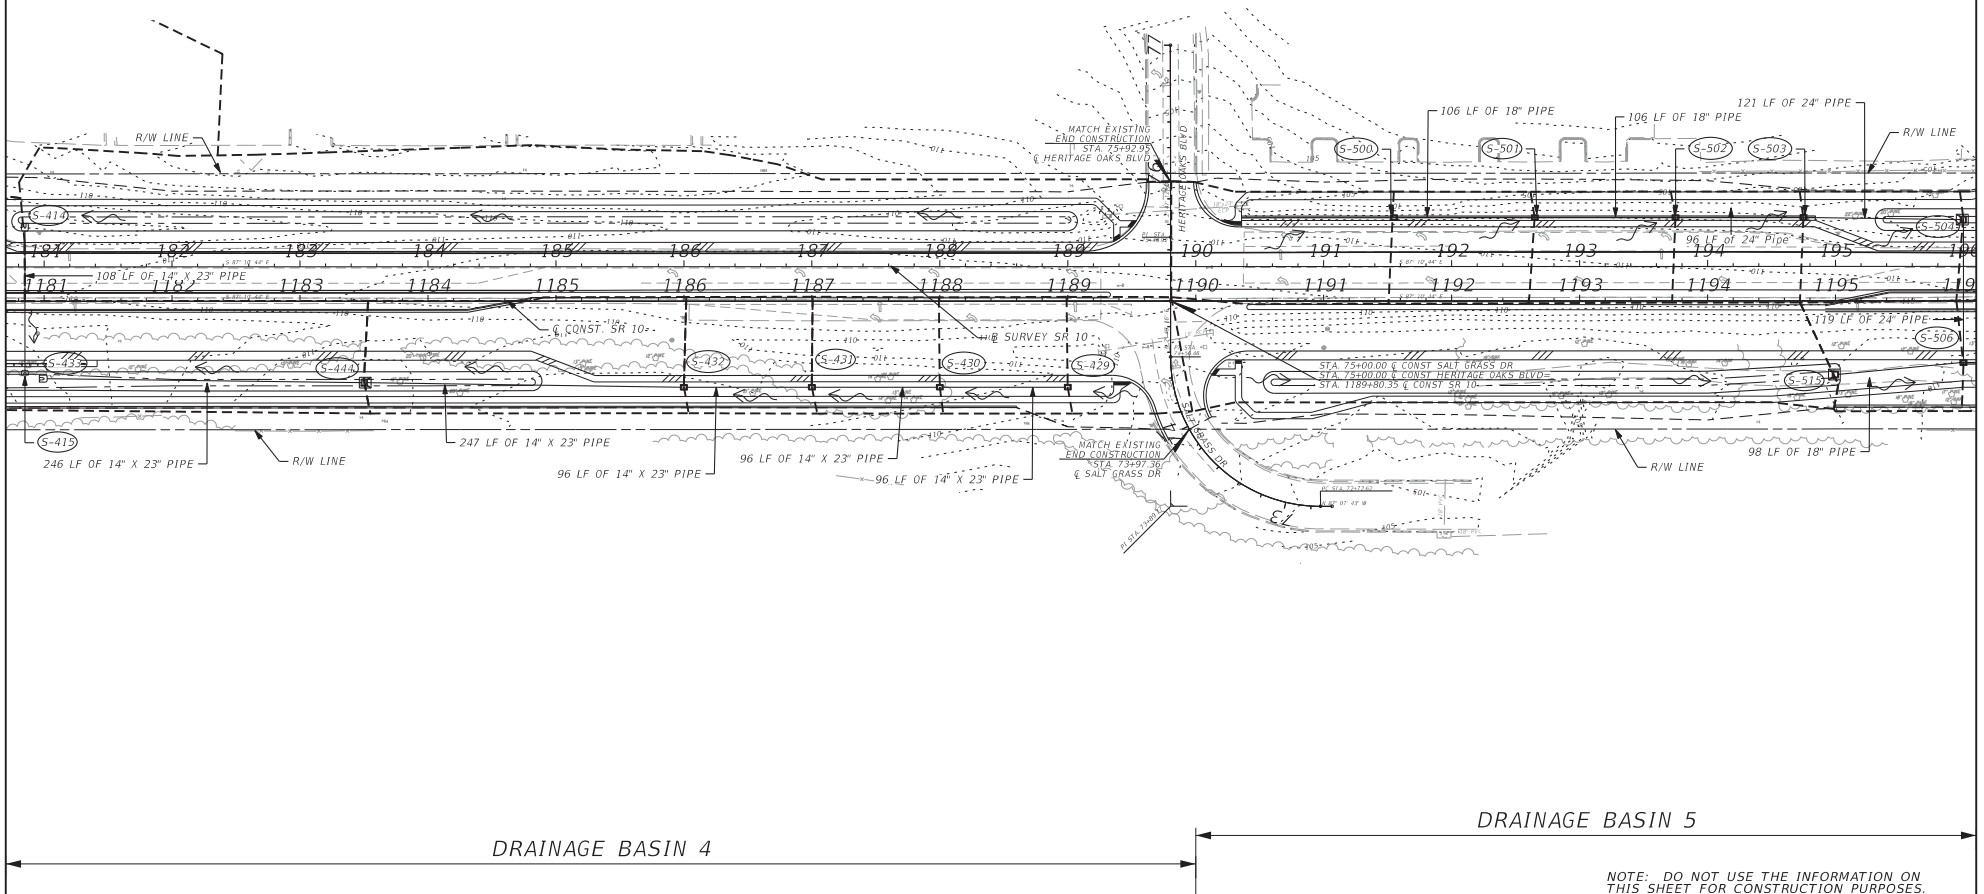 121 LF OF 24" PIPE
106 LF OF 18" PIPE
106 LF OF 18" PIPE
R/W LINE
R/W LINE
MATCH EXISTING
END CONSTRUCTION
STA. 75+92.95
℄ HERITAGE OAKS BLVD
77
76
HERITAGE OAKS BLVD
S-500
S-501
S-502
S-503
S-414
S-504
96 LF of 24" Pipe
181
182
183
184
185
186
187
188
189
190
191
192
193
194
195
S 87° 10' 44" E
108 LF OF 14" X 23" PIPE
1181
1182
1183
1184
1185
1186
1187
1188
1189
1190
1191
1192
1193
1194
1195
℄ CONST. SR 10
B SURVEY SR 10
119 LF OF 24" PIPE
S-433
S-444
S-432
S-431
S-430
S-429
S-506
S-515
STA. 75+00.00 ℄ CONST SALT GRASS DR
STA. 75+00.00 ℄ CONST HERITAGE OAKS BLVD=
STA. 1189+80.35 ℄ CONST SR 10
S-415
246 LF OF 14" X 23" PIPE
R/W LINE
247 LF OF 14" X 23" PIPE
96 LF OF 14" X 23" PIPE
96 LF OF 14" X 23" PIPE
96 LF OF 14" X 23" PIPE
MATCH EXISTING
END CONSTRUCTION
STA. 73+97.36
℄ SALT GRASS DR
SALT GRASS DR
98 LF OF 18" PIPE
R/W LINE
73
DRAINAGE BASIN 4
DRAINAGE BASIN 5
NOTE: DO NOT USE THE INFORMATION ON
THIS SHEET FOR CONSTRUCTION PURPOSES.